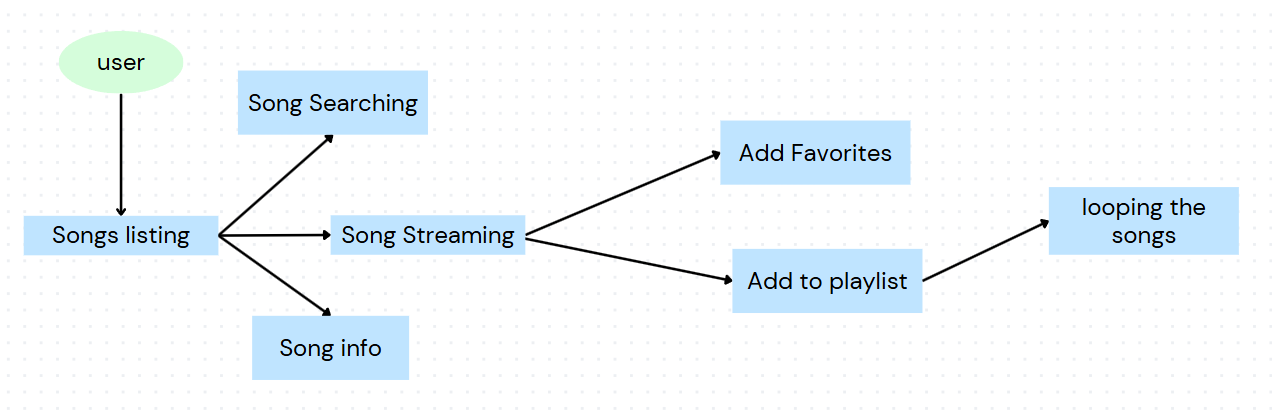 user
Song Searching
Songs listing
Song Streaming
Song info
Add Favorites
Add to playlist
looping the
songs